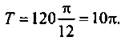 T = 120 π/12 = 10π.